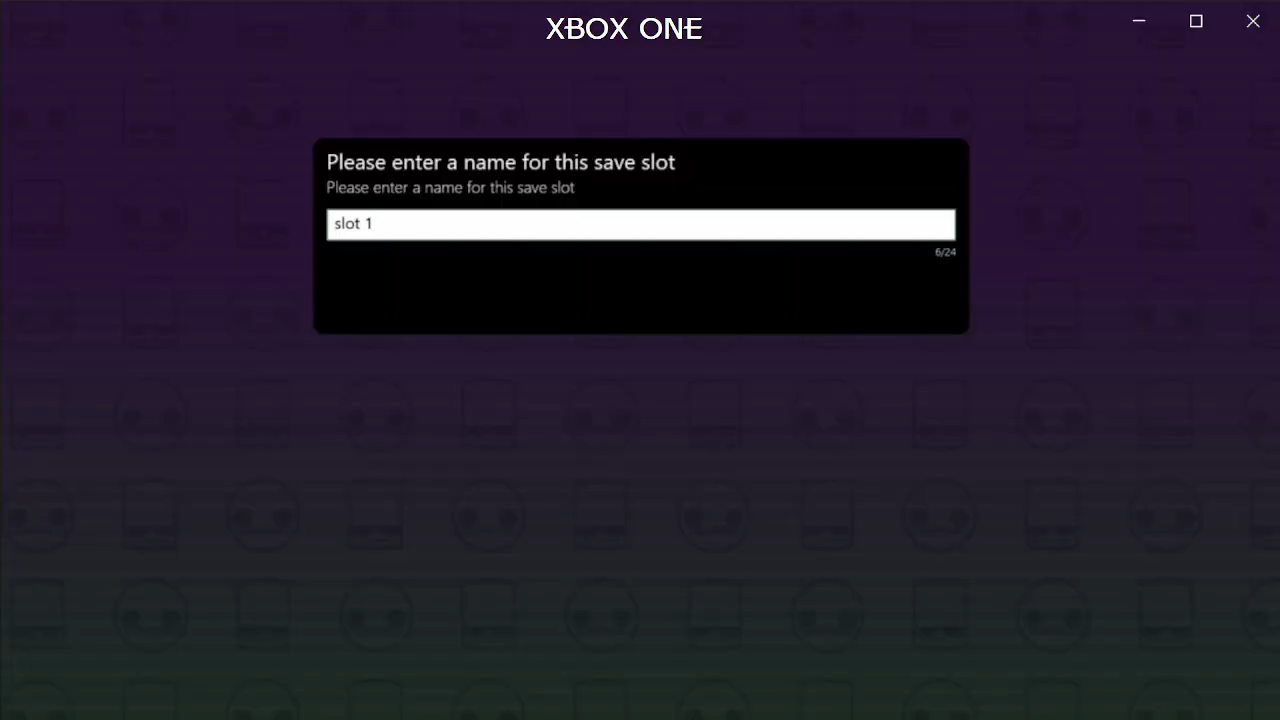 XBOX ONE
Please enter a name for this save slot
Please enter a name for this save slot
slot 1
6/24